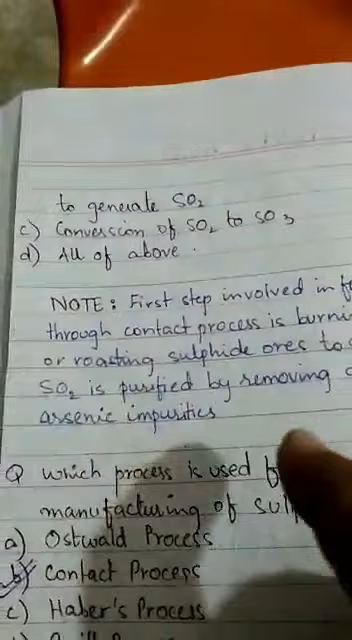 to generate SO2
c) Conversion of SO2 to SO3
d) All of above.
NOTE: First step involved in
through contact process is
or roasting sulphide ores to
SO2 is purified by removing
arsenic impurities
Q which process is used
manufacturing of
a) Ostwald Process
b) Contact Process
c) Haber's Process